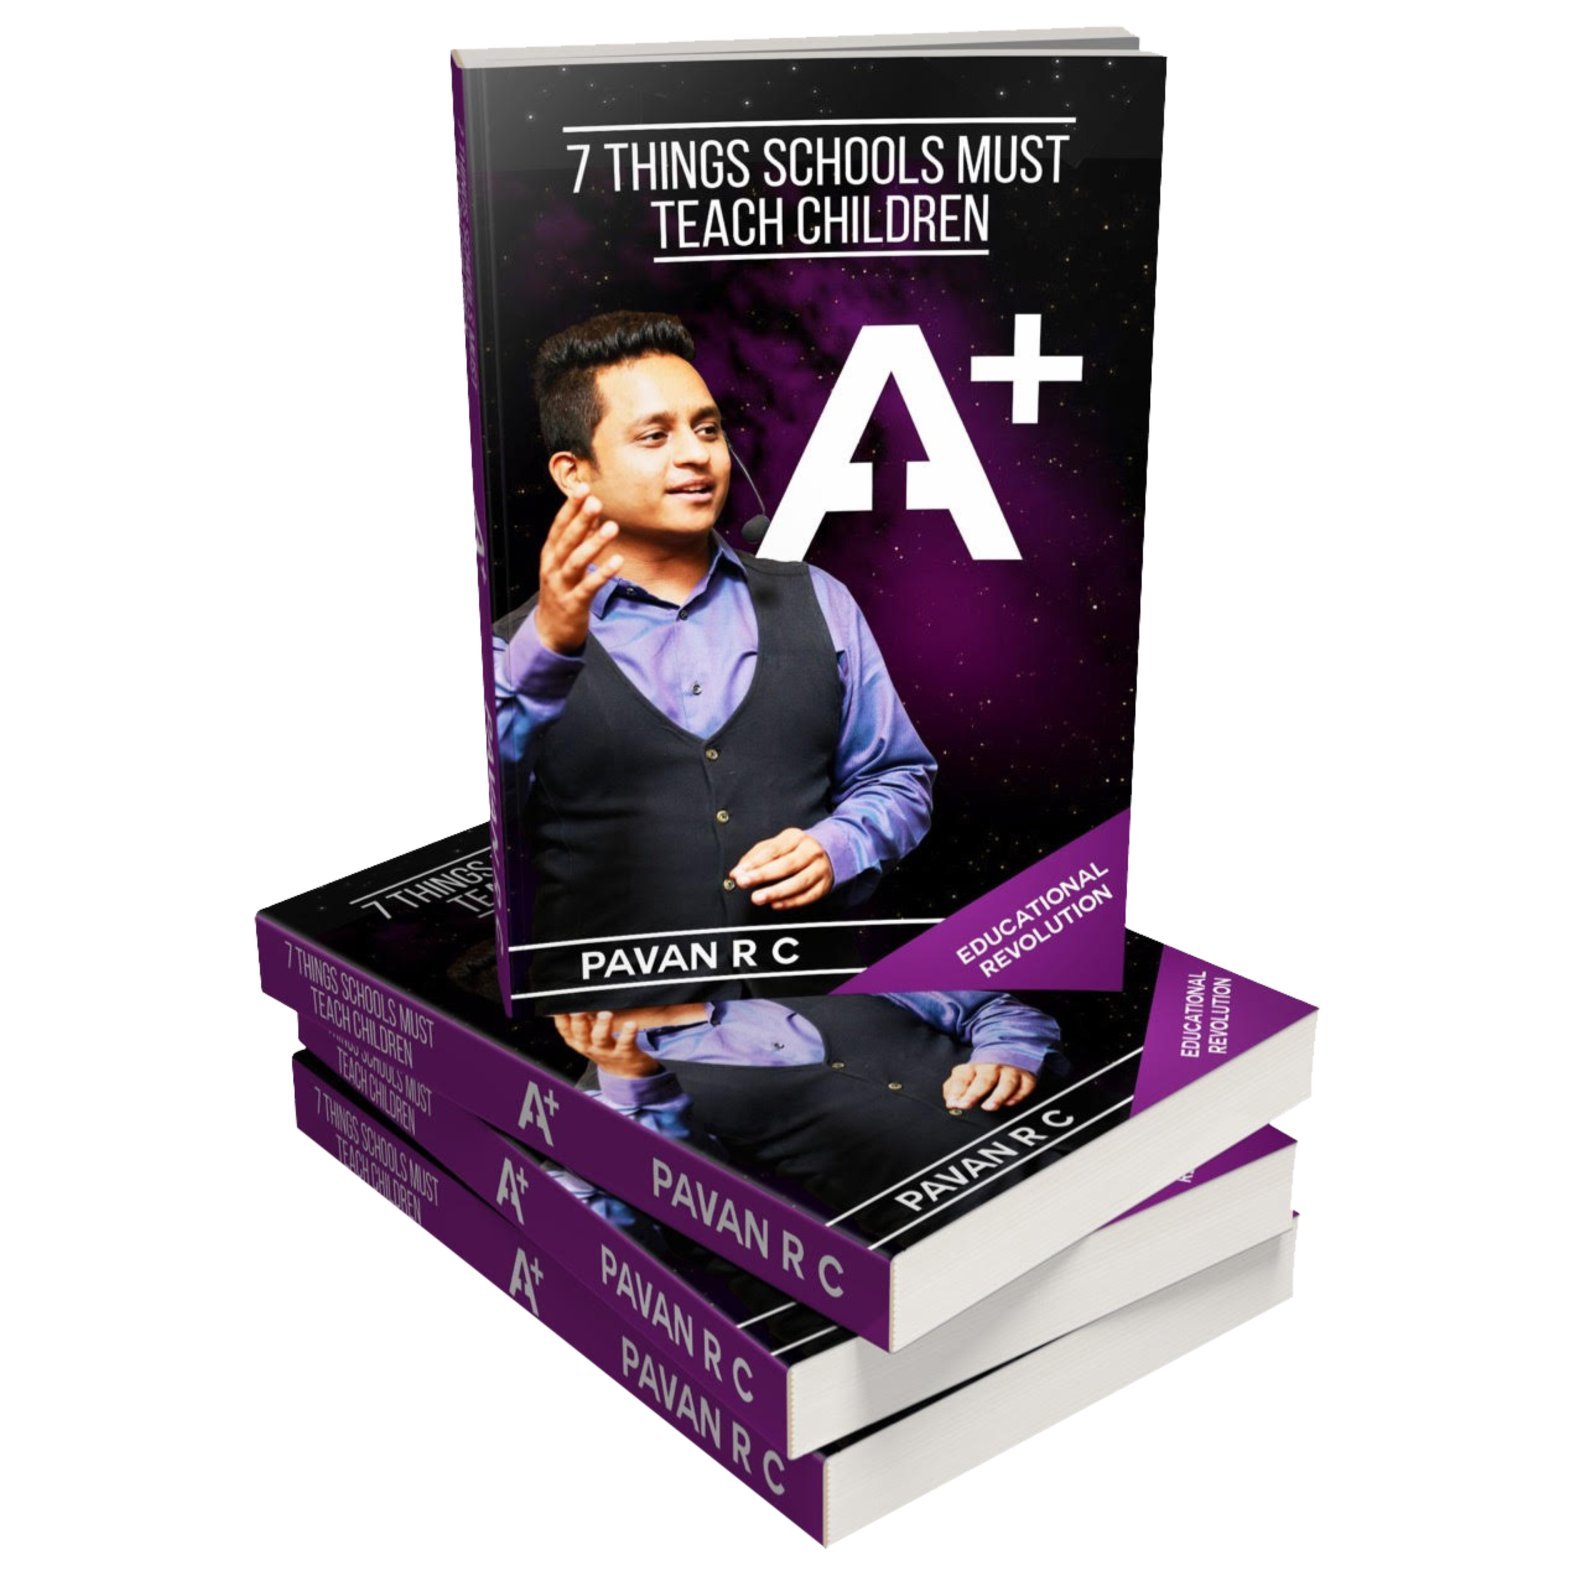 7 THINGS SCHOOLS MUST
TEACH CHILDREN
A+
PAVAN R C
EDUCATIONAL
REVOLUTION
7 THINGS
EDUCATIONAL
REVOLUTION
PAVAN R C
7 THINGS SCHOOLS MUST
TEACH CHILDREN
A+
PAVAN R C
THINGS SCHOOLS MUST
TEACH CHILDREN
A+
PAVAN R C
7 THINGS SCHOOLS MUST
TEACH CHILDREN
A+
PAVAN R C